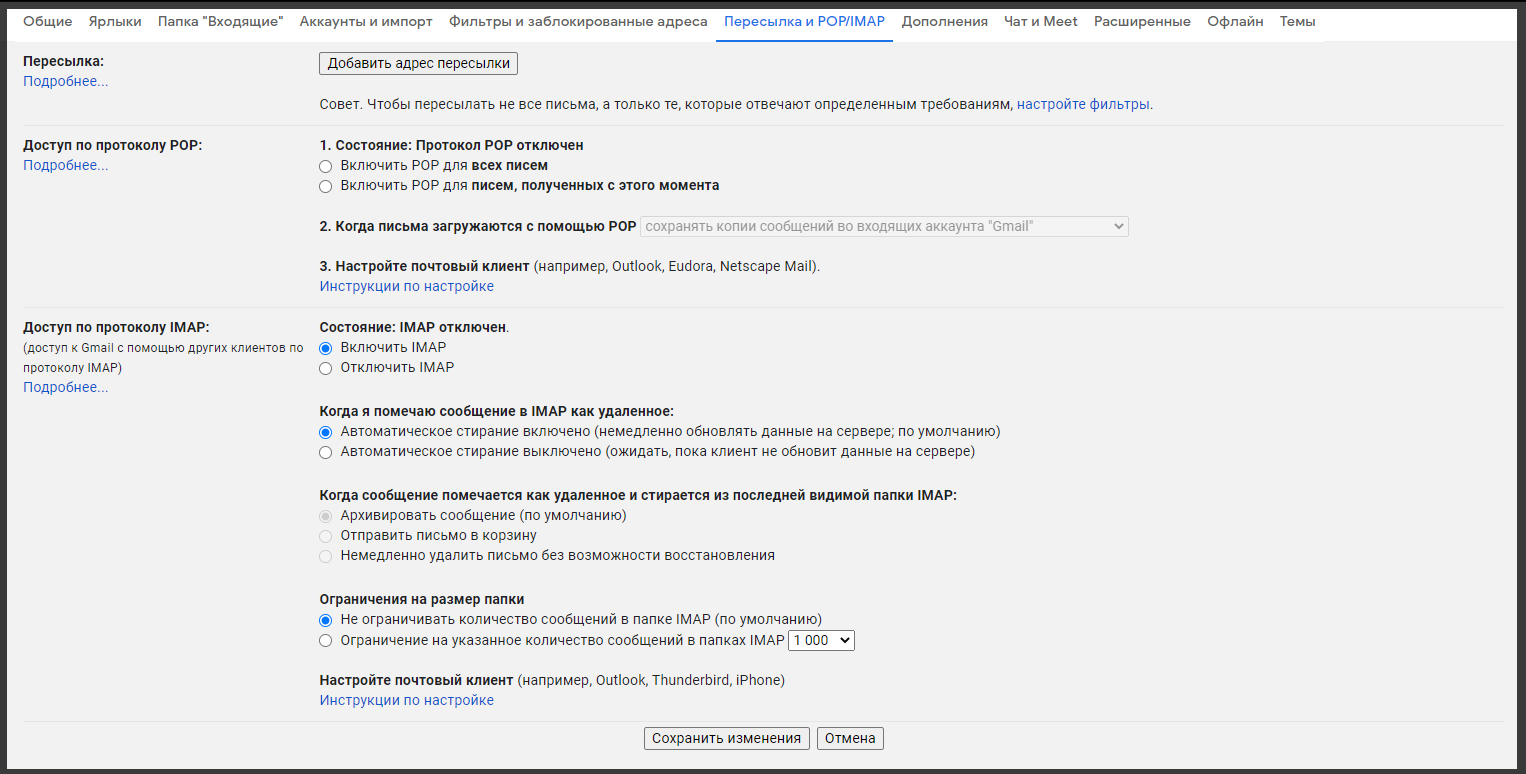 Общие Ярлыки Папка "Входящие" Аккаунты и импорт Фильтры и заблокированные адреса Пересылка и POP/IMAP Дополнения Чат и Meet Расширенные Офлайн Темы
Пересылка:
Подробнее...
Добавить адрес пересылки
Совет. Чтобы пересылать не все письма, а только те, которые отвечают определенным требованиям, настройте фильтры.
Доступ по протоколу POP:
Подробнее...
1. Состояние: Протокол POP отключен
Включить POP для всех писем
Включить POP для писем, полученных с этого момента
2. Когда письма загружаются с помощью POP сохранять копии сообщений во входящих аккаунта "Gmail"
3. Настройте почтовый клиент (например, Outlook, Eudora, Netscape Mail).
Инструкции по настройке
Доступ по протоколу IMAP:
(доступ к Gmail с помощью других клиентов по
протоколу IMAP)
Подробнее...
Состояние: IMAP отключен.
Включить IMAP
Отключить IMAP
Когда я помечаю сообщение в IMAP как удаленное:
Автоматическое стирание включено (немедленно обновлять данные на сервере; по умолчанию)
Автоматическое стирание выключено (ожидать, пока клиент не обновит данные на сервере)
Когда сообщение помечается как удаленное и стирается из последней видимой папки IMAP:
Архивировать сообщение (по умолчанию)
Отправить письмо в корзину
Немедленно удалить письмо без возможности восстановления
Ограничения на размер папки
Не ограничивать количество сообщений в папке IMAP (по умолчанию)
Ограничение на указанное количество сообщений в папках IMAP 1 000
Настройте почтовый клиент (например, Outlook, Thunderbird, iPhone)
Инструкции по настройке
Сохранить изменения Отмена